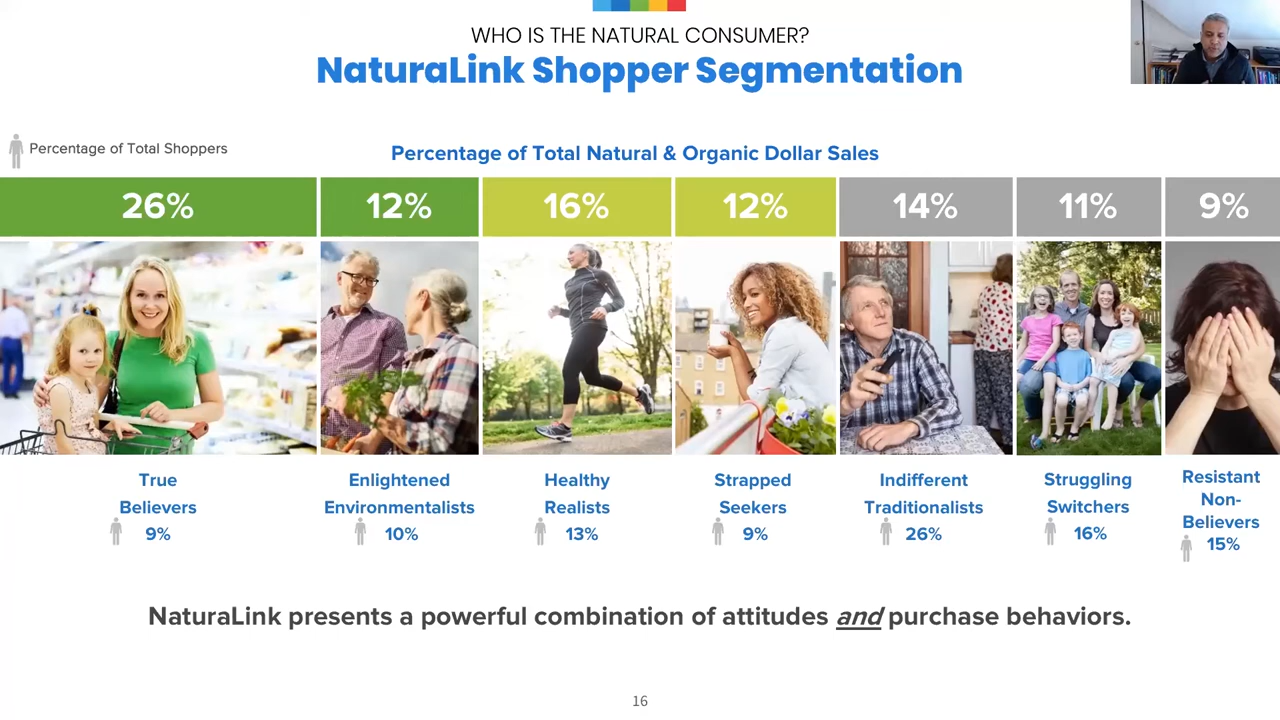 WHO IS THE NATURAL CONSUMER?
NaturaLink Shopper Segmentation
Percentage of Total Shoppers
Percentage of Total Natural & Organic Dollar Sales
26%
12%
16%
12%
14%
11%
9%
True
Believers
9%
Enlightened
Environmentalists
10%
Healthy
Realists
13%
Strapped
Seekers
9%
Indifferent
Traditionalists
26%
Struggling
Switchers
16%
Resistant
Non-
Believers
15%
NaturaLink presents a powerful combination of attitudes and purchase behaviors.
16